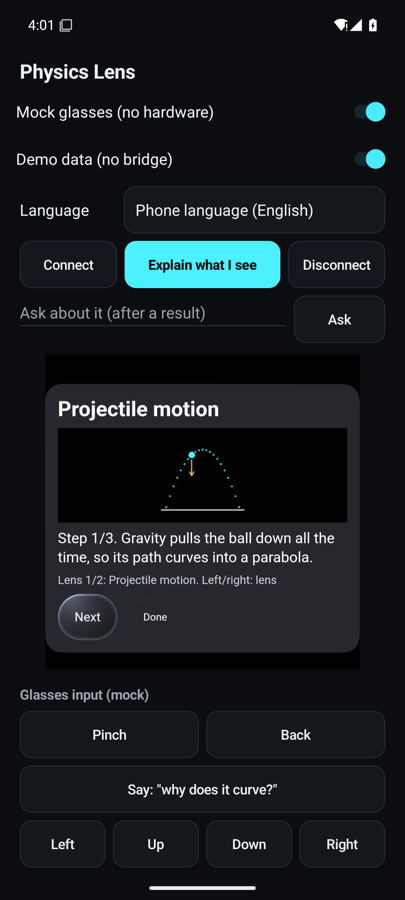 4:01
Physics Lens
Mock glasses (no hardware)
Demo data (no bridge)
Language
Phone language (English)
Connect
Explain what I see
Disconnect
Ask about it (after a result)
Ask
Projectile motion
Step 1/3. Gravity pulls the ball down all the
time, so its path curves into a parabola.
Lens 1/2: Projectile motion. Left/right: lens
Next
Done
Glasses input (mock)
Pinch
Back
Say: "why does it curve?"
Left
Up
Down
Right